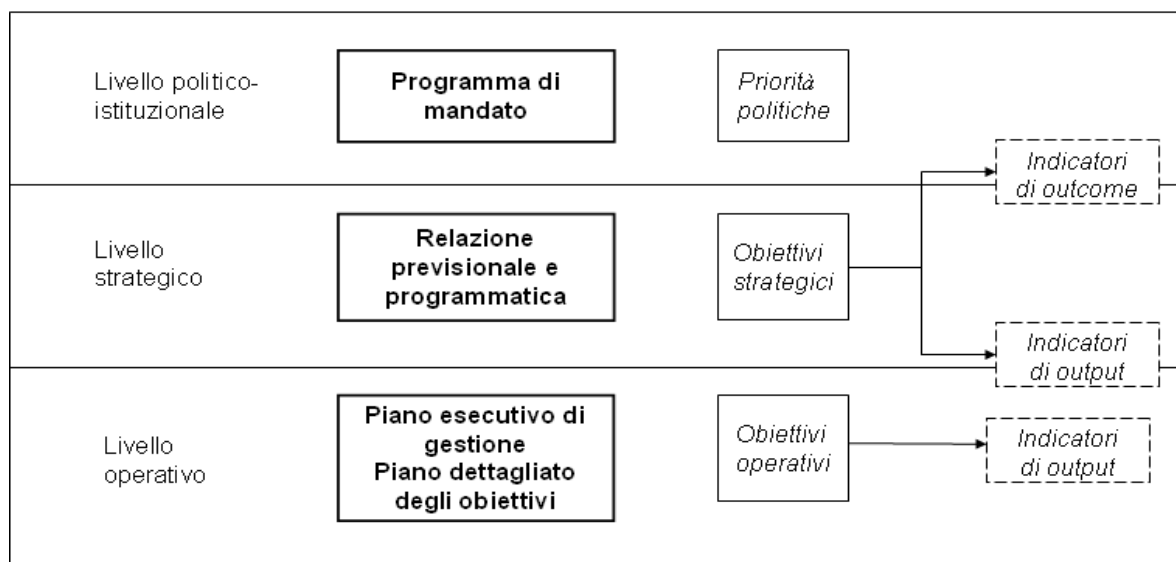 Livello politico-
istituzionale
Programma di
mandato
Priorità
politiche
Indicatori
di outcome
Livello
strategico
Relazione
previsionale e
programmatica
Obiettivi
strategici
Indicatori
di output
Livello
operativo
Piano esecutivo di
gestione
Piano dettagliato
degli obiettivi
Obiettivi
operativi
Indicatori
di output